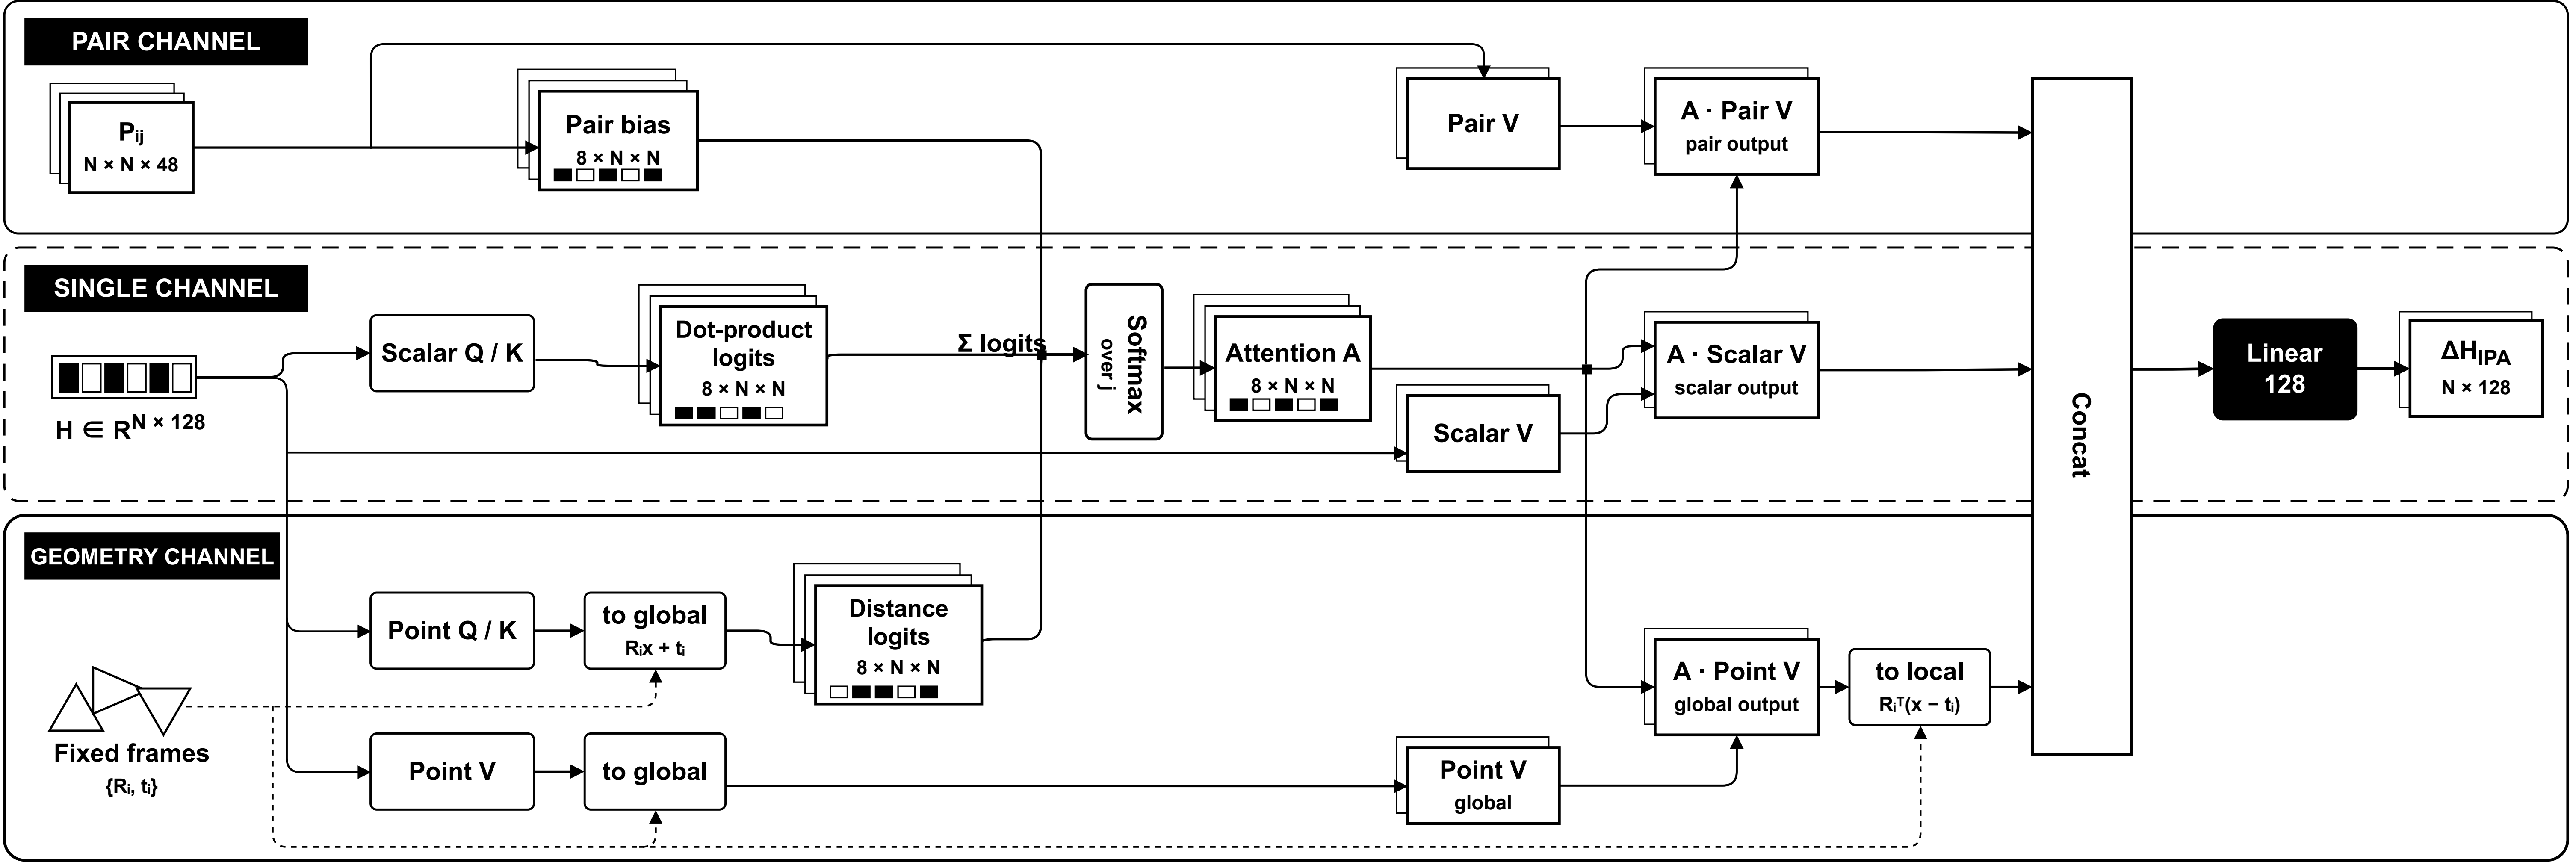 PAIR CHANNEL
Pᵢⱼ
N × N × 48
Pair bias
8 × N × N
Pair V
A · Pair V
pair output
SINGLE CHANNEL
H ∈ R^N × 128
Scalar Q / K
Dot-product
logits
8 × N × N
Σ logits
Softmax
over j
Attention A
8 × N × N
Scalar V
A · Scalar V
scalar output
Concat
Linear
128
ΔH_IPA
N × 128
GEOMETRY CHANNEL
Fixed frames
{Rᵢ, tᵢ}
Point Q / K
to global
Rᵢx + tᵢ
Distance
logits
8 × N × N
Point V
to global
Point V
global
A · Point V
global output
to local
Rᵢᵀ(x − tᵢ)